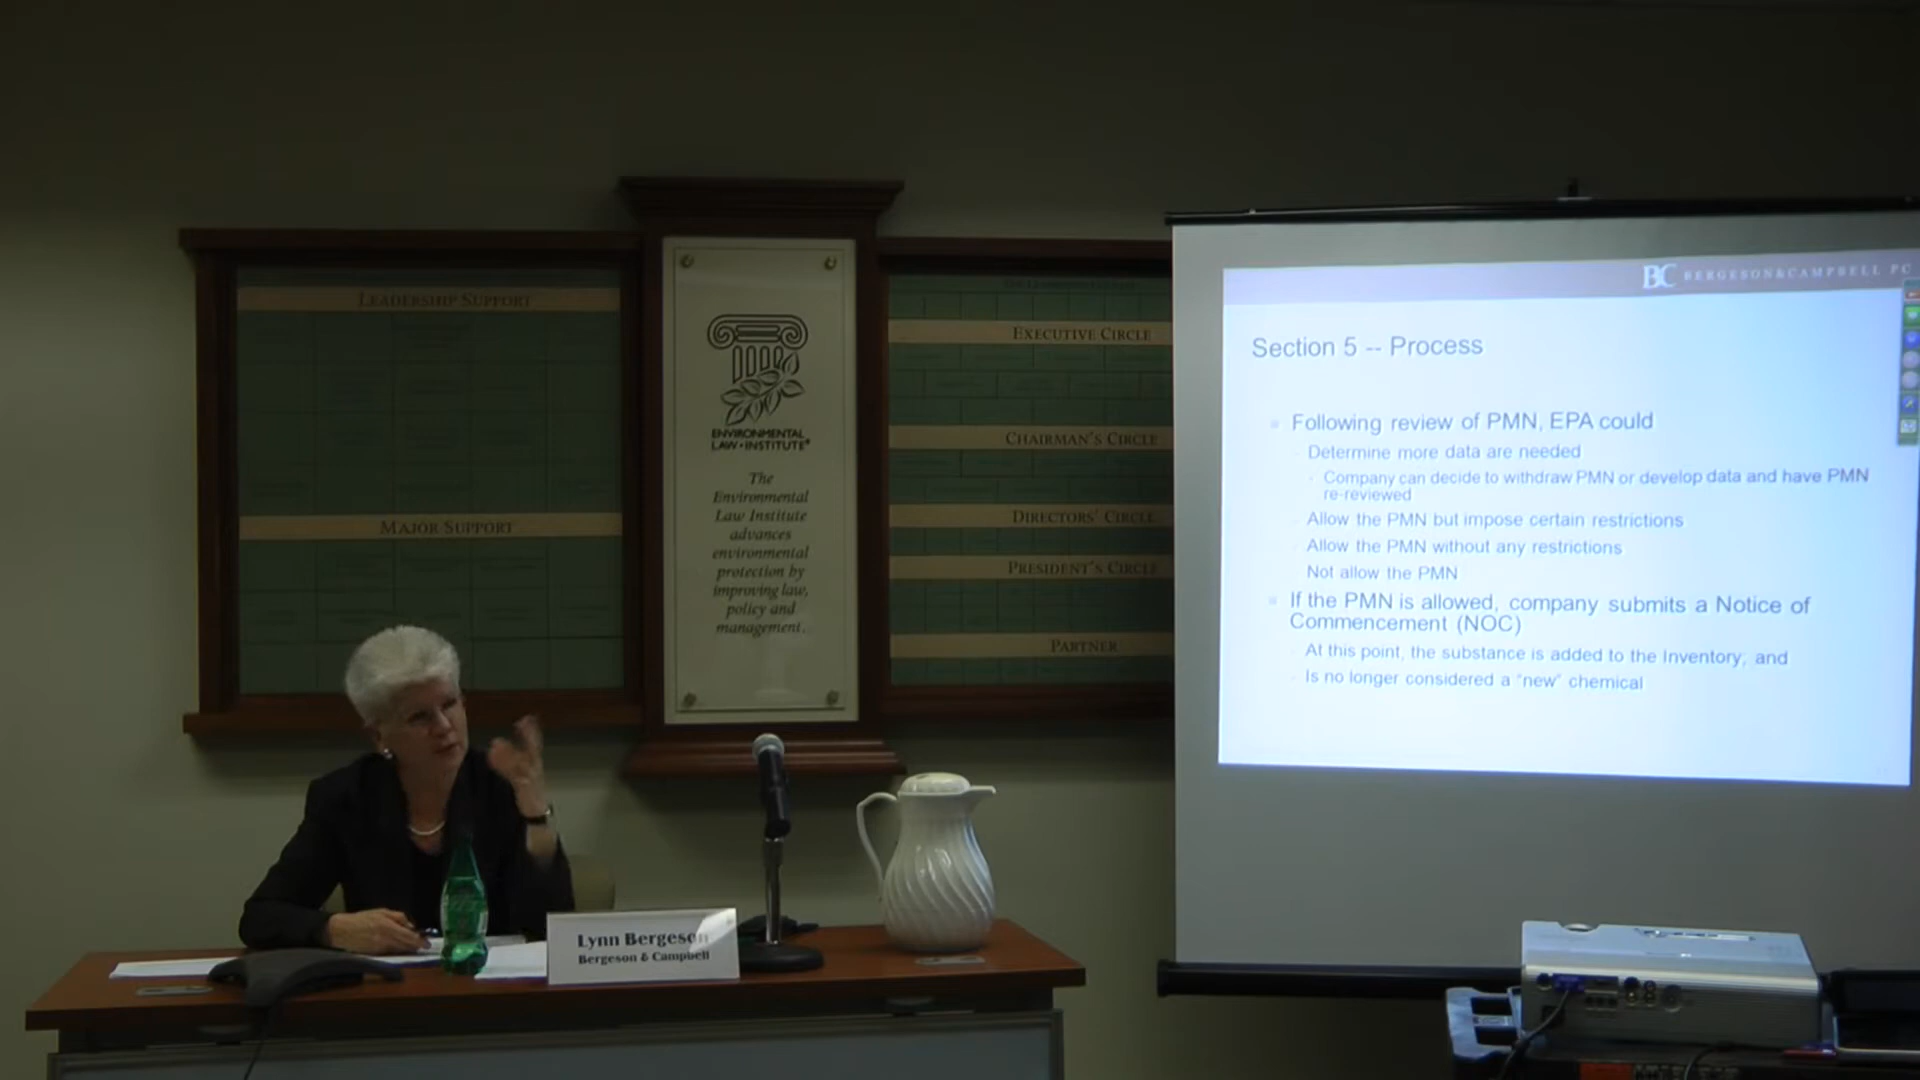 LEADERSHIP SUPPORT
MAJOR SUPPORT
ENVIRONMENTAL
LAW•INSTITUTE®
The
Environmental
Law Institute
advances
environmental
protection by
improving law,
policy and
management.
EXECUTIVE CIRCLE
CHAIRMAN'S CIRCLE
DIRECTORS' CIRCLE
PRESIDENT'S CIRCLE
PARTNER
BC BERGESON&CAMPBELL PC
Section 5 -- Process
Following review of PMN, EPA could
Determine more data are needed
Company can decide to withdraw PMN or develop data and have PMN
re-reviewed
Allow the PMN but impose certain restrictions
Allow the PMN without any restrictions
Not allow the PMN
If the PMN is allowed, company submits a Notice of
Commencement (NOC)
At this point, the substance is added to the Inventory; and
Is no longer considered a "new" chemical
Lynn Bergeson
Bergeson & Campbell